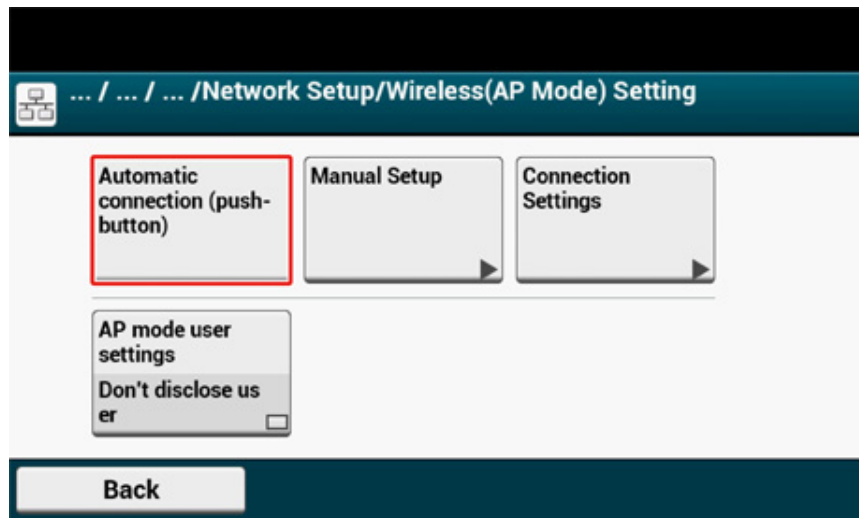 ... / ... / ... /Network Setup/Wireless(AP Mode) Setting
Automatic
connection (push-
button)
Manual Setup
Connection
Settings
AP mode user
settings
Don't disclose us
er
Back